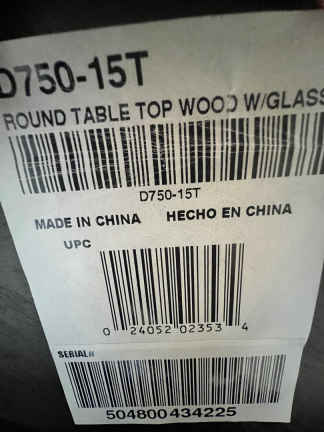 D750-15T
ROUND TABLE TOP WOOD W/GLASS
D750-15T
MADE IN CHINA HECHO EN CHINA
UPC
0 24052 02353 4
SERIAL#
504800434225